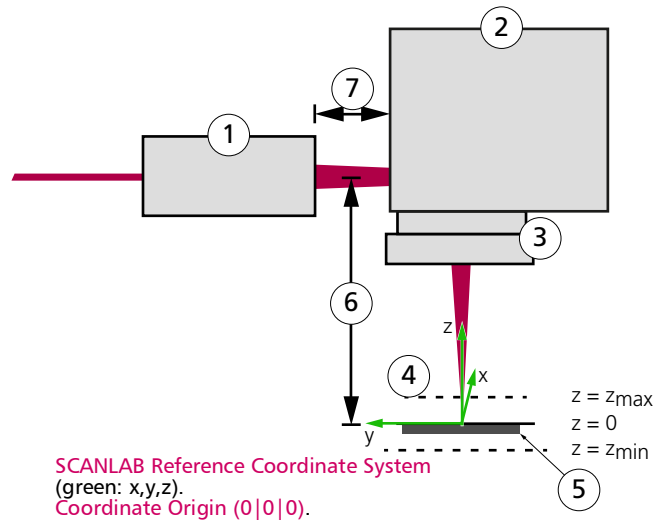 2
7
1
3
6
z
4
x
z = zmax
z = 0
y
z = zmin
SCANLAB Reference Coordinate System
(green: x,y,z).
Coordinate Origin (0|0|0).
5